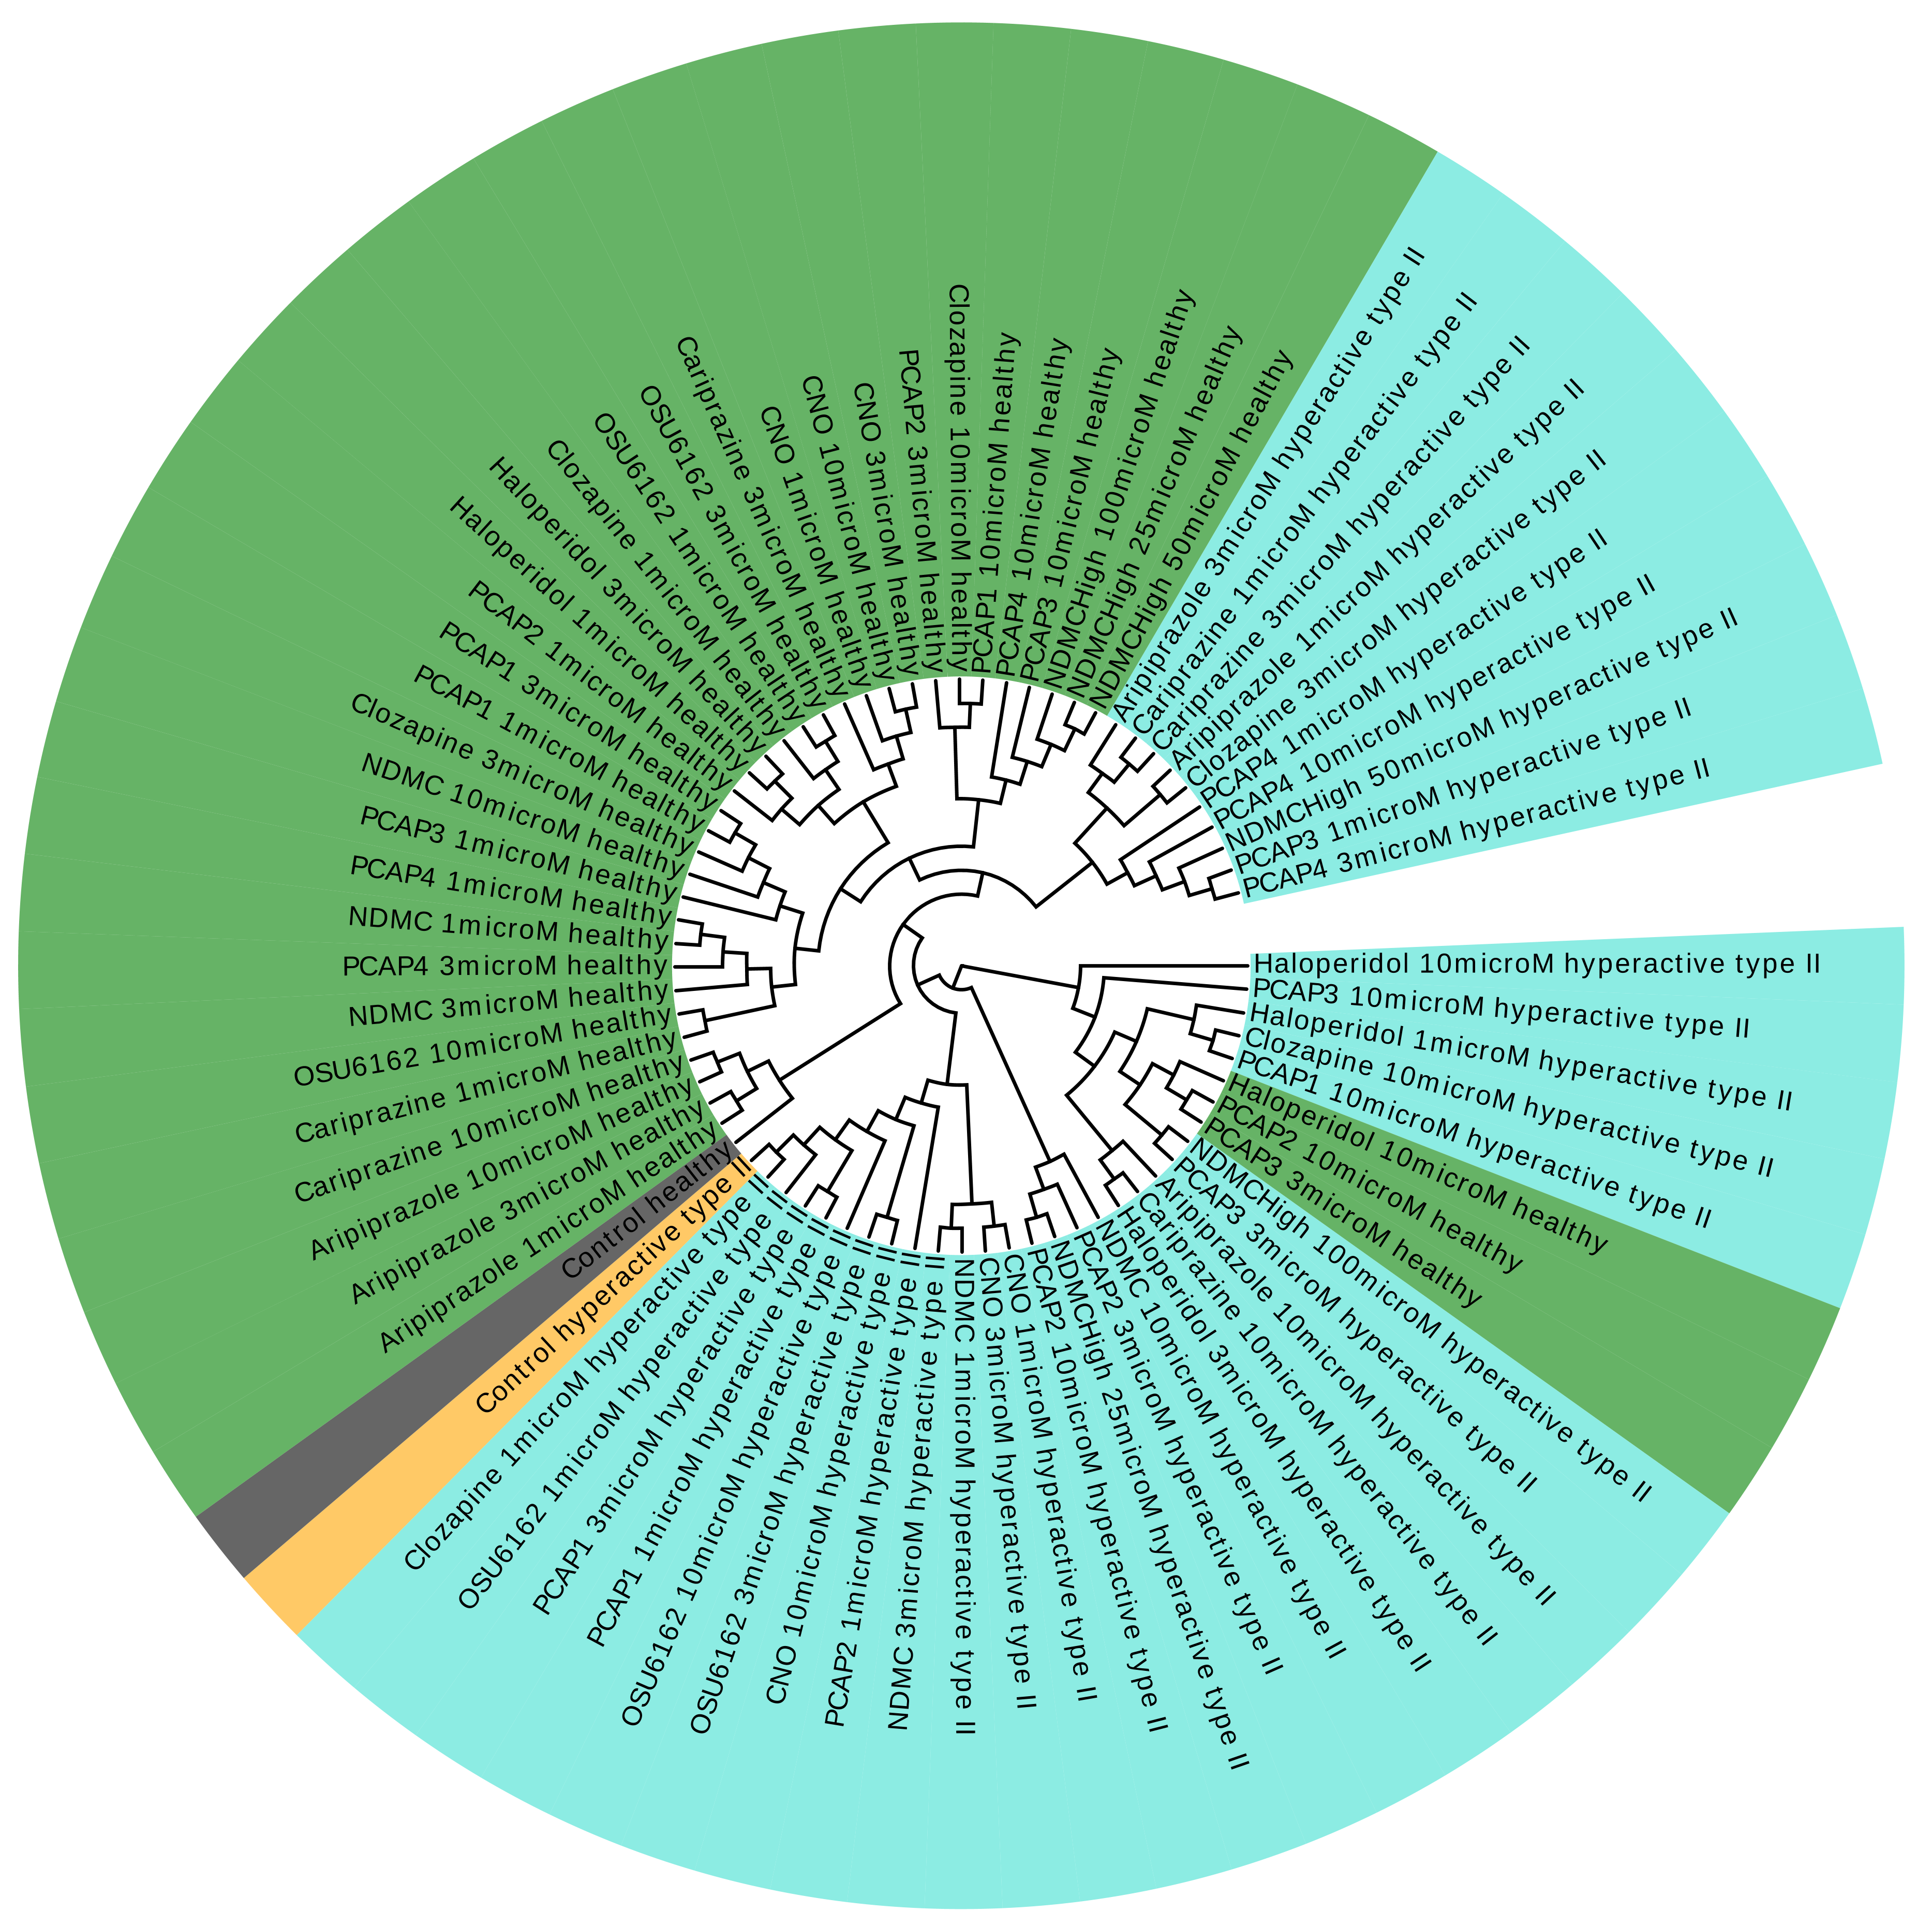 Haloperidol 10microM hyperactive type II
PCAP3 10microM hyperactive type II
Haloperidol 1microM hyperactive type II
Clozapine 10microM hyperactive type II
PCAP1 10microM hyperactive type II
Haloperidol 10microM healthy
PCAP2 10microM healthy
PCAP3 3microM healthy
NDMCHigh 100microM hyperactive type II
PCAP3 3microM hyperactive type II
Aripiprazole 10microM hyperactive type II
Cariprazine 10microM hyperactive type II
Haloperidol 3microM hyperactive type II
NDMC 10microM hyperactive type II
PCAP2 3microM hyperactive type II
NDMCHigh 25microM hyperactive type II
PCAP2 10microM hyperactive type II
CNO 1microM hyperactive type II
CNO 3microM hyperactive type II
NDMC 1microM hyperactive type II
NDMC 3microM hyperactive type II
PCAP2 1microM hyperactive type II
CNO 10microM hyperactive type II
OSU6162 3microM hyperactive type II
OSU6162 10microM hyperactive type II
PCAP1 1microM hyperactive type II
PCAP1 3microM hyperactive type II
OSU6162 1microM hyperactive type II
Clozapine 1microM hyperactive type II
Control hyperactive type II
Control healthy
Aripiprazole 1microM healthy
Aripiprazole 3microM healthy
Aripiprazole 10microM healthy
Cariprazine 10microM healthy
Cariprazine 1microM healthy
OSU6162 10microM healthy
NDMC 3microM healthy
PCAP4 3microM healthy
NDMC 1microM healthy
PCAP4 1microM healthy
PCAP3 1microM healthy
NDMC 10microM healthy
Clozapine 3microM healthy
PCAP1 1microM healthy
PCAP1 3microM healthy
PCAP2 1microM healthy
Haloperidol 1microM healthy
Haloperidol 3microM healthy
Clozapine 1microM healthy
OSU6162 1microM healthy
OSU6162 3microM healthy
Cariprazine 3microM healthy
CNO 1microM healthy
CNO 10microM healthy
CNO 3microM healthy
PCAP2 3microM healthy
Clozapine 10microM healthy
PCAP1 10microM healthy
PCAP4 10microM healthy
PCAP3 10microM healthy
NDMCHigh 100microM healthy
NDMCHigh 25microM healthy
NDMCHigh 50microM healthy
Aripiprazole 3microM hyperactive type II
Cariprazine 1microM hyperactive type II
Cariprazine 3microM hyperactive type II
Aripiprazole 1microM hyperactive type II
Clozapine 3microM hyperactive type II
PCAP4 1microM hyperactive type II
PCAP4 10microM hyperactive type II
NDMCHigh 50microM hyperactive type II
PCAP3 1microM hyperactive type II
PCAP4 3microM hyperactive type II